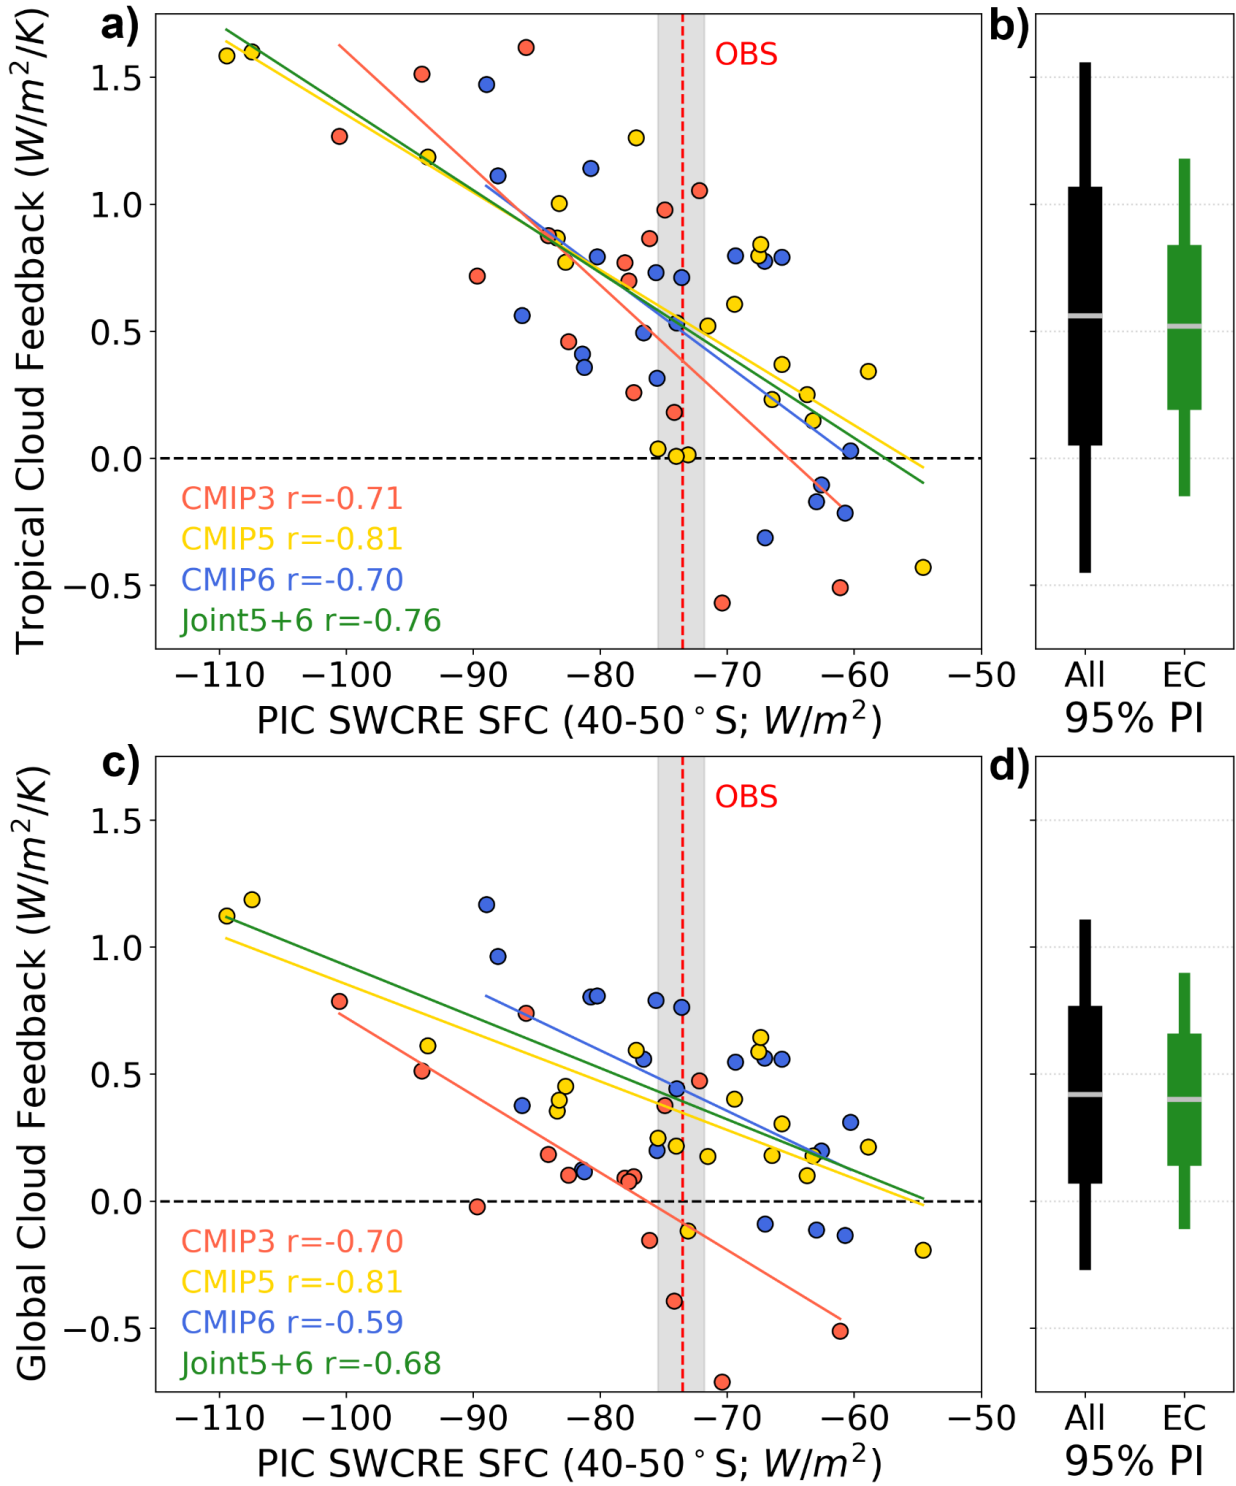 a)
OBS
Tropical Cloud Feedback (W/m²/K)
1.5
1.0
0.5
0.0
−0.5
CMIP3 r=-0.71
CMIP5 r=-0.81
CMIP6 r=-0.70
Joint5+6 r=-0.76
−110 −100 −90 −80 −70 −60 −50
PIC SWCRE SFC (40-50°S; W/m²)
b)
All EC
95% PI
c)
OBS
Global Cloud Feedback (W/m²/K)
1.5
1.0
0.5
0.0
−0.5
CMIP3 r=-0.70
CMIP5 r=-0.81
CMIP6 r=-0.59
Joint5+6 r=-0.68
−110 −100 −90 −80 −70 −60 −50
PIC SWCRE SFC (40-50°S; W/m²)
d)
All EC
95% PI